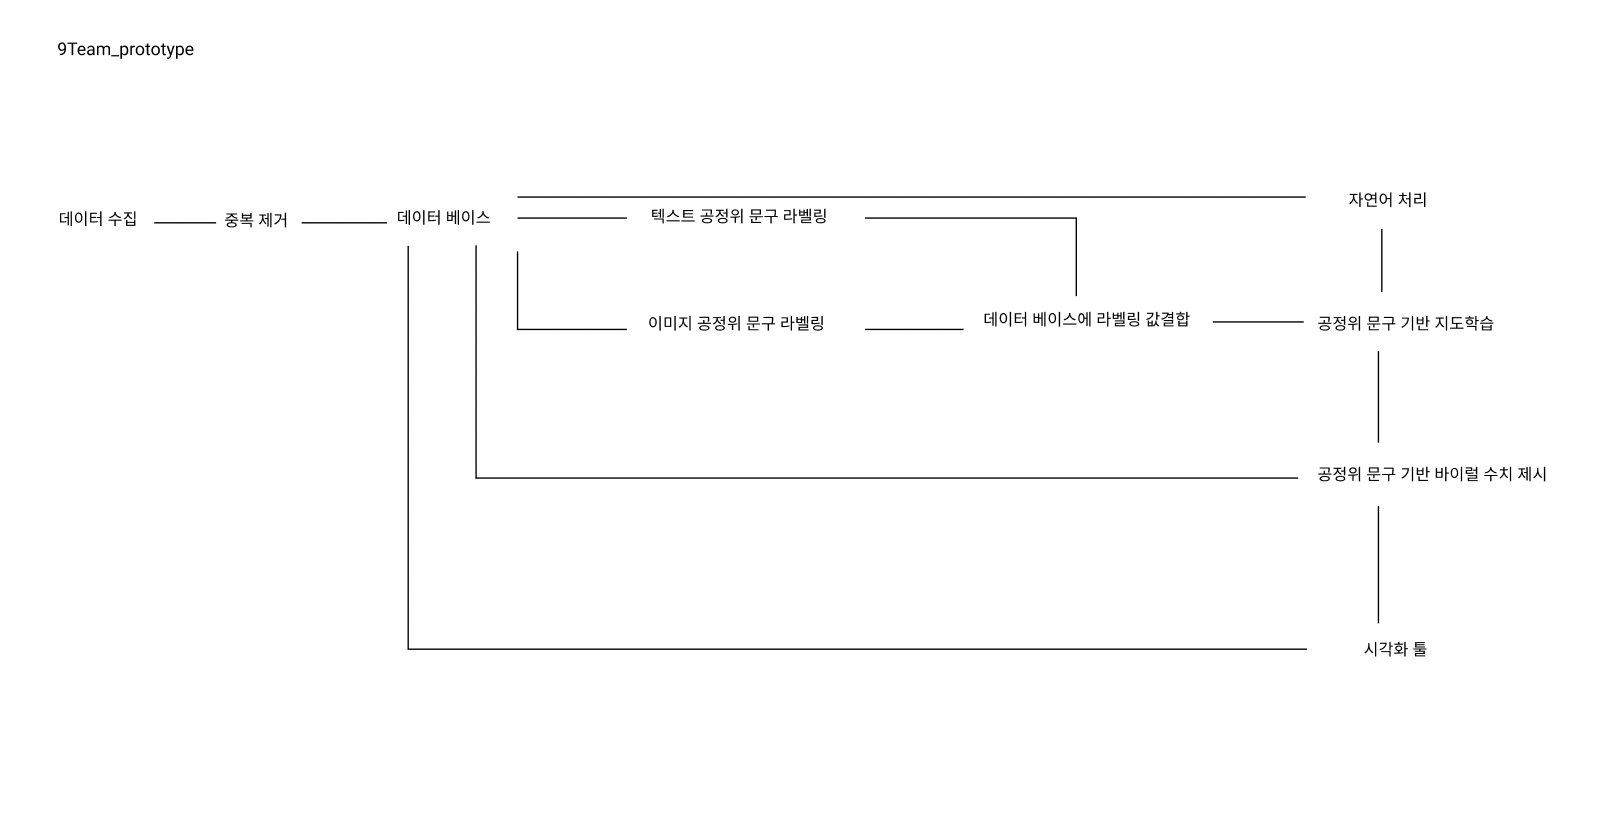 9Team_prototype
데이터 수집
중복 제거
데이터 베이스
텍스트 공정위 문구 라벨링
자연어 처리
이미지 공정위 문구 라벨링
데이터 베이스에 라벨링 값결합
공정위 문구 기반 지도학습
공정위 문구 기반 바이럴 수치 제시
시각화 툴